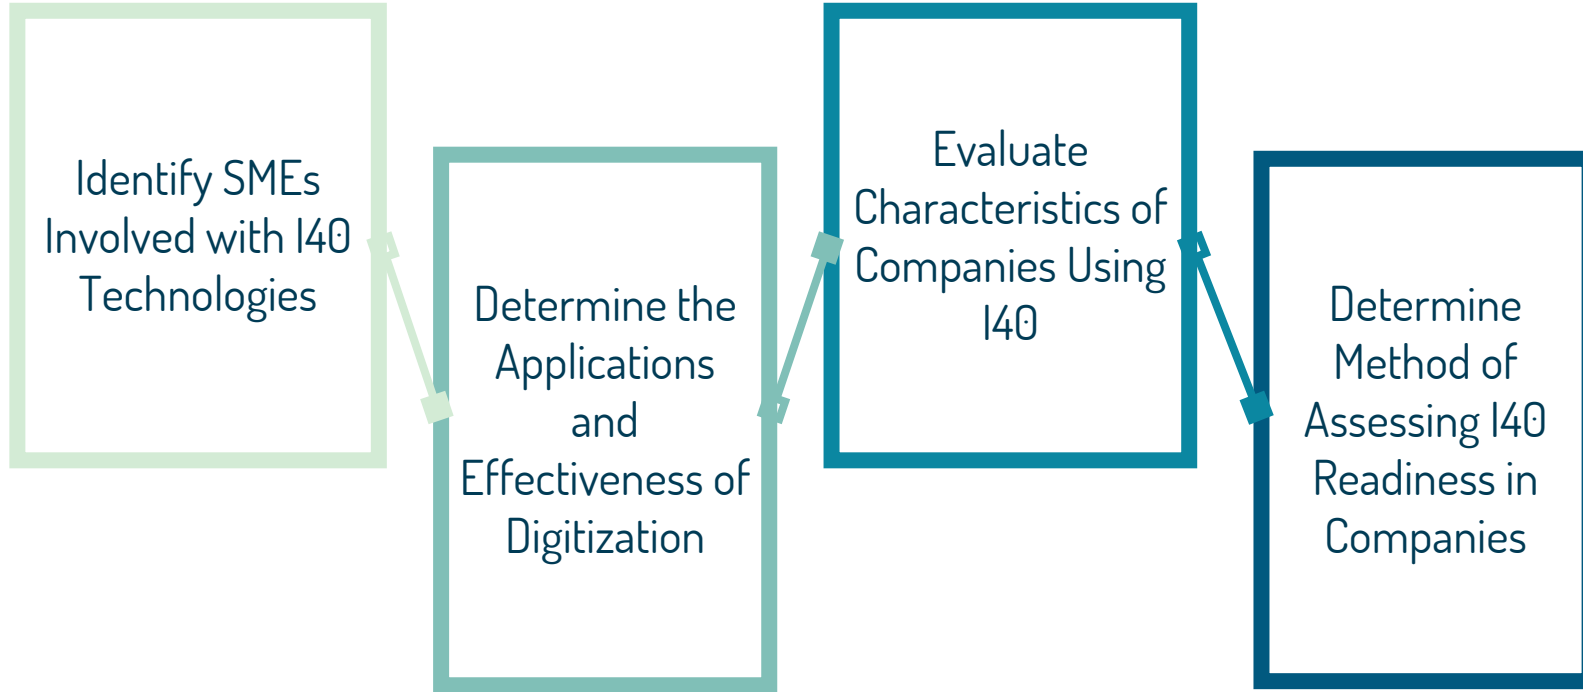 Identify SMEs
Involved with I40
Technologies
Determine the
Applications
and
Effectiveness of
Digitization
Evaluate
Characteristics of
Companies Using
I40
Determine
Method of
Assessing I40
Readiness in
Companies